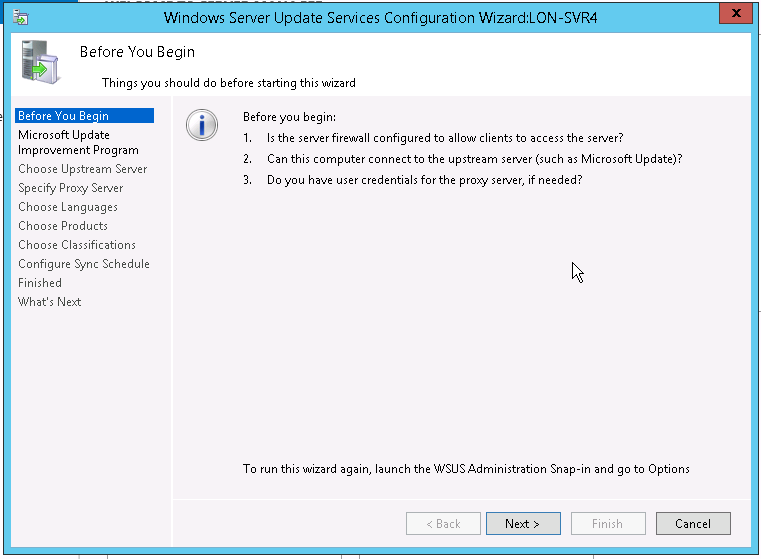 Windows Server Update Services Configuration Wizard:LON-SVR4
X
Before You Begin
Things you should do before starting this wizard
Before You Begin
Microsoft Update
Improvement Program
Choose Upstream Server
Specify Proxy Server
Choose Languages
Choose Products
Choose Classifications
Configure Sync Schedule
Finished
What's Next
Before you begin:
1. Is the server firewall configured to allow clients to access the server?
2. Can this computer connect to the upstream server (such as Microsoft Update)?
3. Do you have user credentials for the proxy server, if needed?
To run this wizard again, launch the WSUS Administration Snap-in and go to Options
< Back
Next >
Finish
Cancel